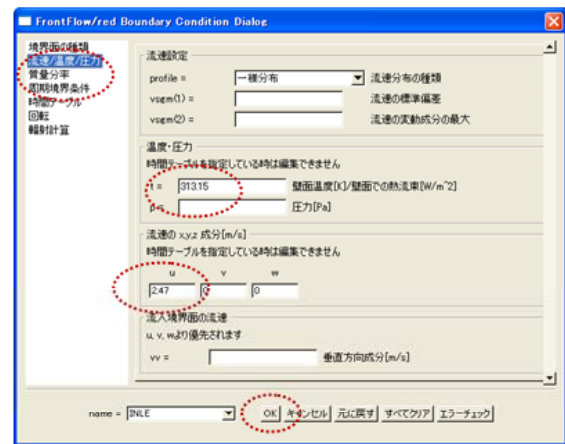 FrontFlow/red Boundary Condition Dialog
境界面の種類
流速/温度/圧力
質量分率
周期境界条件
時間テーブル
回転
輻射計算
流速設定
profile = 一種分布 流速分布の種類
vsgm(1) = 流速の標準偏差
vsgm(2) = 流速の変動成分の最大
温度・圧力
時間テーブルを指定している時は編集できません
t = 313.15 壁面温度[K]/壁面での熱流束[W/m^2]
p = 圧力[Pa]
流速の x,y,z 成分[m/s]
時間テーブルを指定している時は編集できません
u v w
2.47 0 0
流入境界面の流速
u, v, wより優先されます
vv = 垂直方向成分[m/s]
name = INLE OK キャンセル 元に戻す すべてクリア エラーチェック